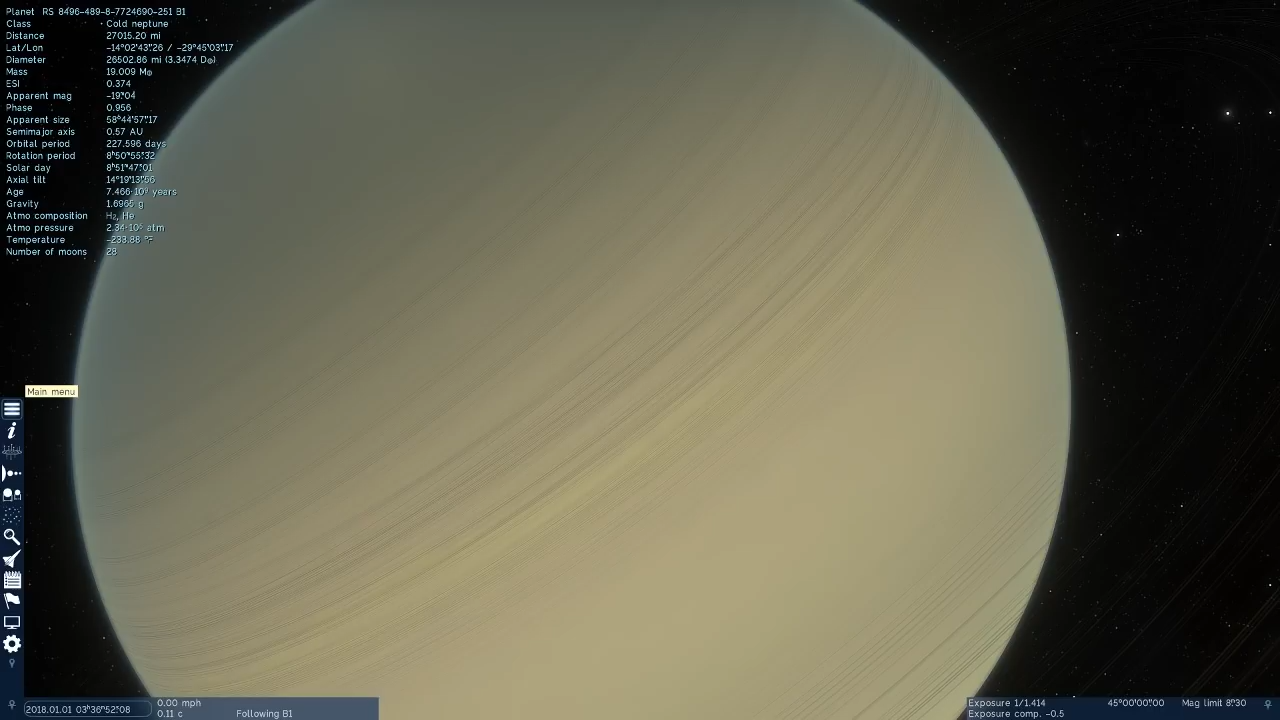 Planet RS 8496-489-8-7724690-251 B1
Class Cold neptune
Distance 27015.20 mi
Lat/Lon -14°02'43"26 / -29°45'03"17
Diameter 26502.86 mi (3.3474 D⊕)
Mass 19.009 M⊕
ESI 0.374
Apparent mag -19ᵐ04
Phase 0.956
Apparent size 58°44'57"17
Semimajor axis 0.57 AU
Orbital period 227.596 days
Rotation period 8ʰ50ᵐ55ˢ32
Solar day 8ʰ51ᵐ47ˢ01
Axial tilt 14°19'13"56
Age 7.466·10⁹ years
Gravity 1.6965 g
Atmo composition H₂, He
Atmo pressure 2.34·10⁵ atm
Temperature -233.88 °F
Number of moons 28
Main menu
2018.01.01 03ʰ36ᵐ52ˢ08
0.00 mph
0.11 c
Following B1
Exposure 1/1.414
Exposure comp. -0.5
45°00'00"00
Mag limit 8ᵐ30